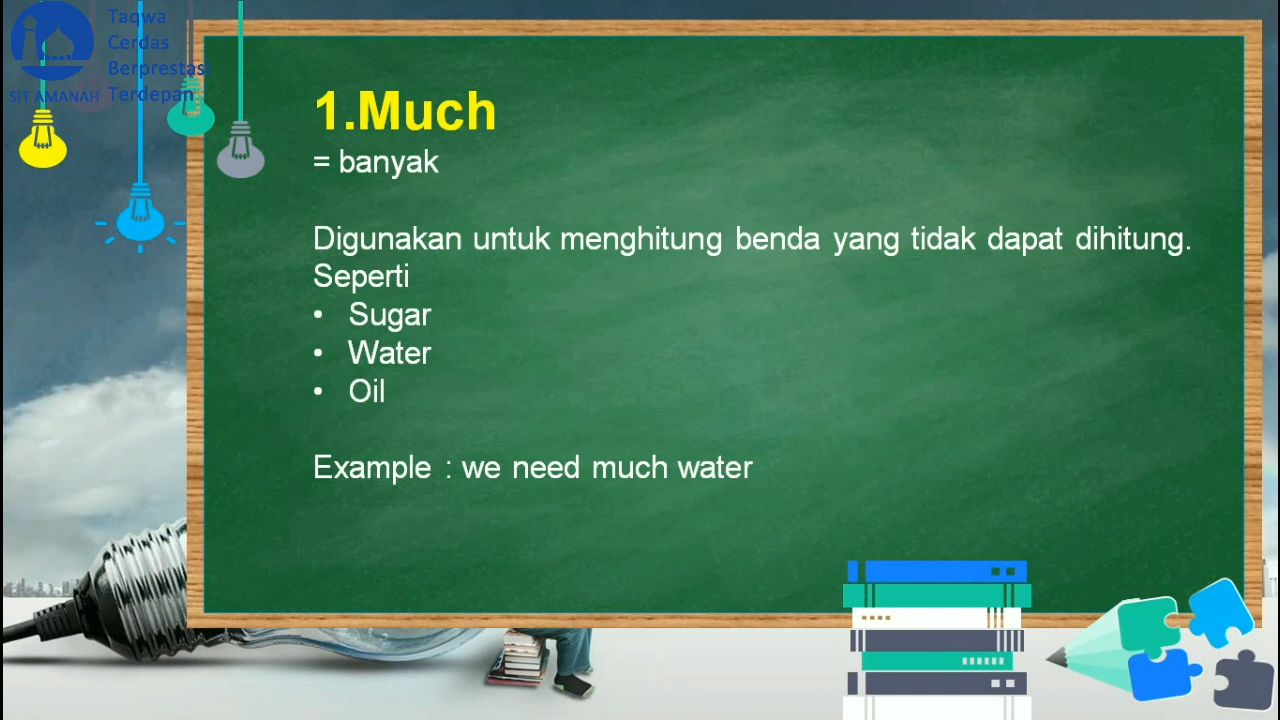 Taqwa
Cerdas
Berprestasi
Terdepan
SIT AMANAH
1.Much
= banyak
Digunakan untuk menghitung benda yang tidak dapat dihitung.
Seperti
• Sugar
• Water
• Oil
Example : we need much water